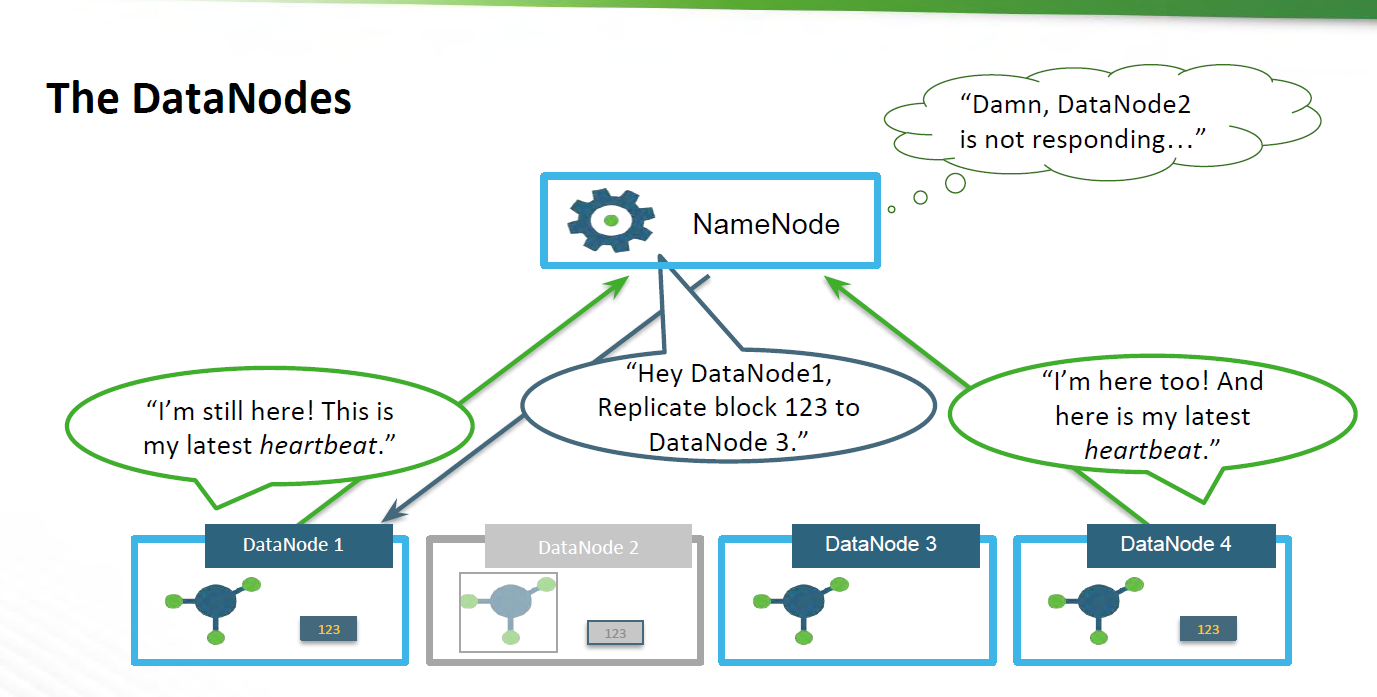 The DataNodes
“Damn, DataNode2
is not responding…”
NameNode
“I’m still here! This is
my latest heartbeat.”
“Hey DataNode1,
Replicate block 123 to
DataNode 3.”
“I’m here too! And
here is my latest
heartbeat.”
DataNode 1
DataNode 2
DataNode 3
DataNode 4
123
123
123